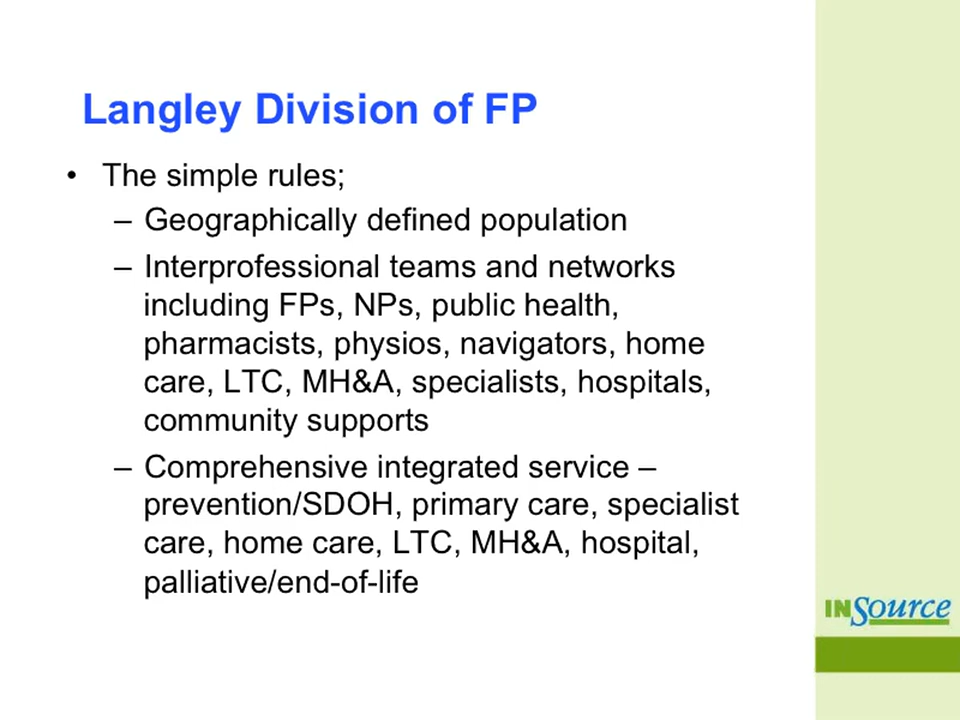 Langley Division of FP
• The simple rules;
– Geographically defined population
– Interprofessional teams and networks
including FPs, NPs, public health,
pharmacists, physios, navigators, home
care, LTC, MH&A, specialists, hospitals,
community supports
– Comprehensive integrated service –
prevention/SDOH, primary care, specialist
care, home care, LTC, MH&A, hospital,
palliative/end-of-life
INSource